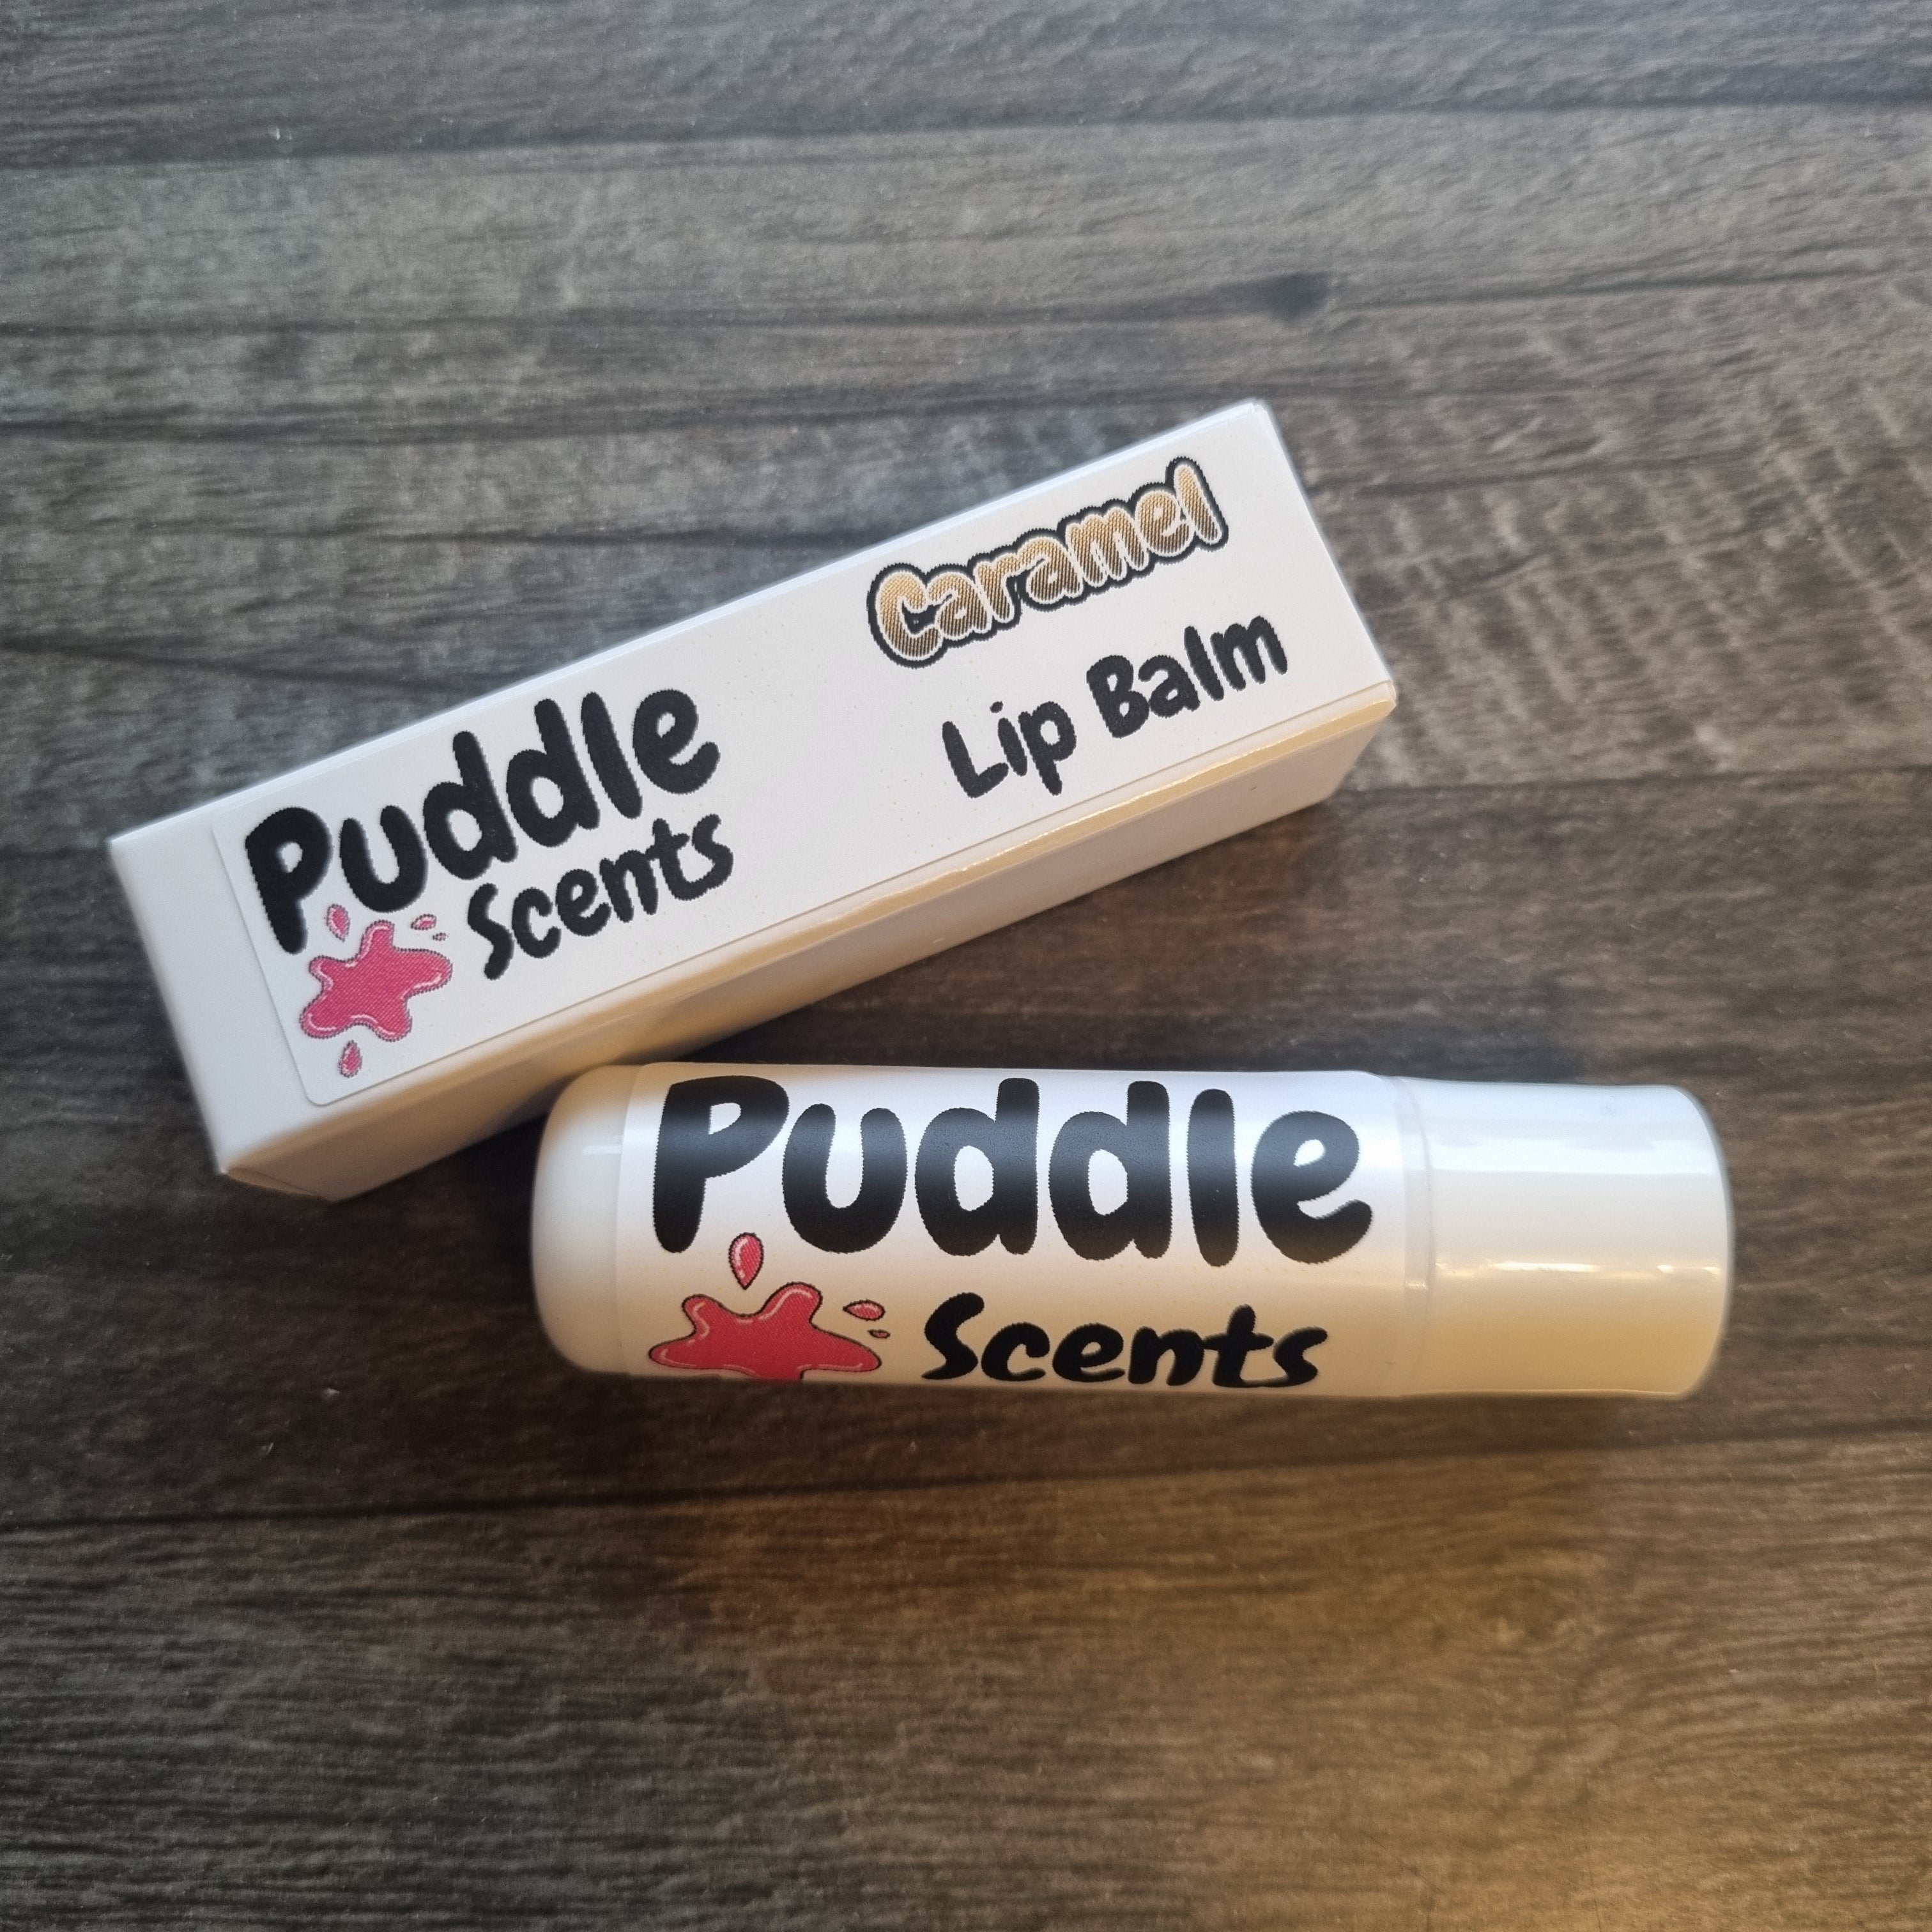 Caramel
Lip Balm
Puddle
Scents
Puddle
Scents